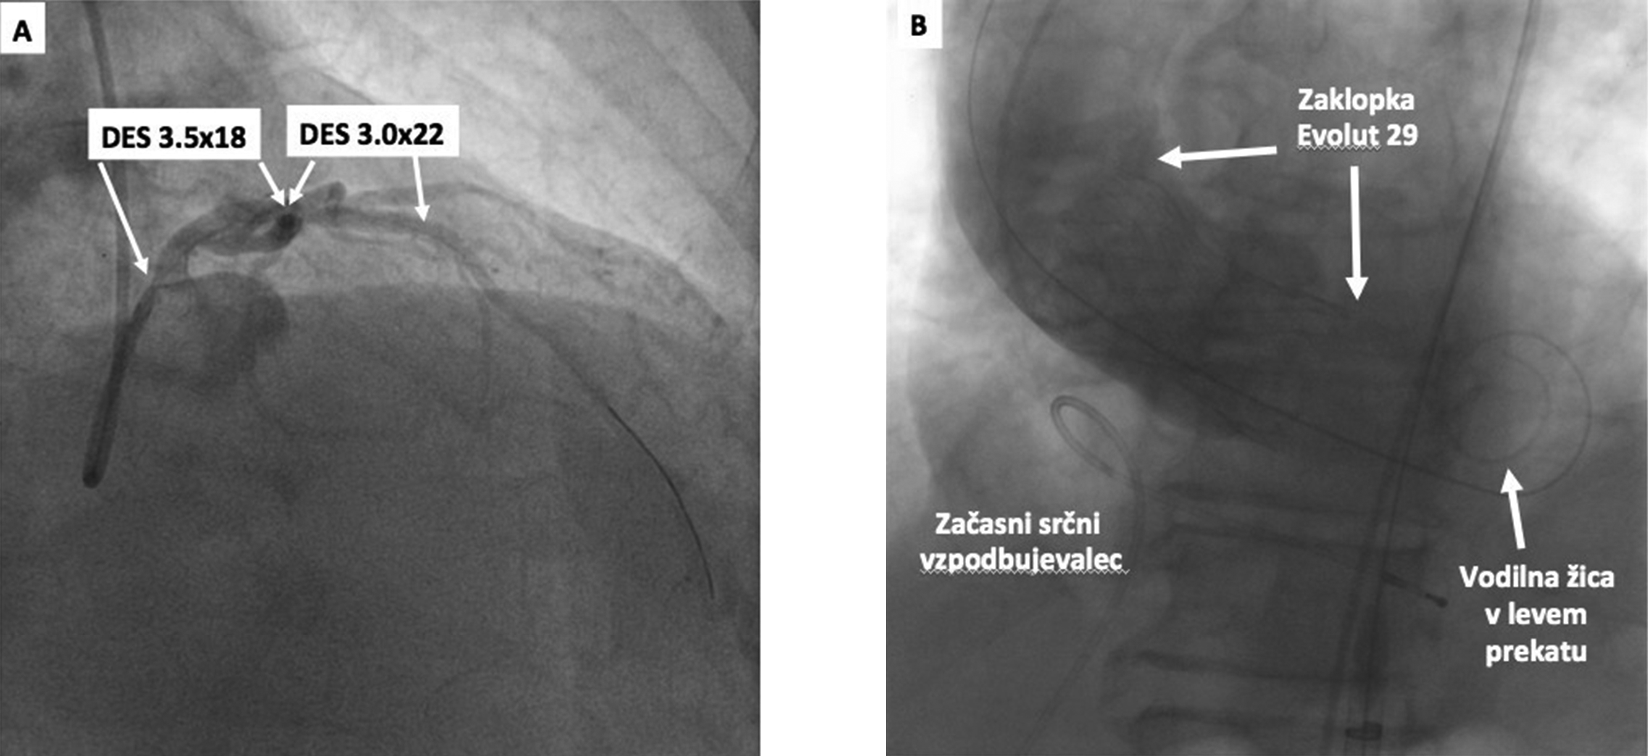 A
DES 3.5x18
DES 3.0x22
B
Zaklopka
Evolut 29
Začasni srčni
vzpodbujevalec
Vodilna žica
v levem
prekatu